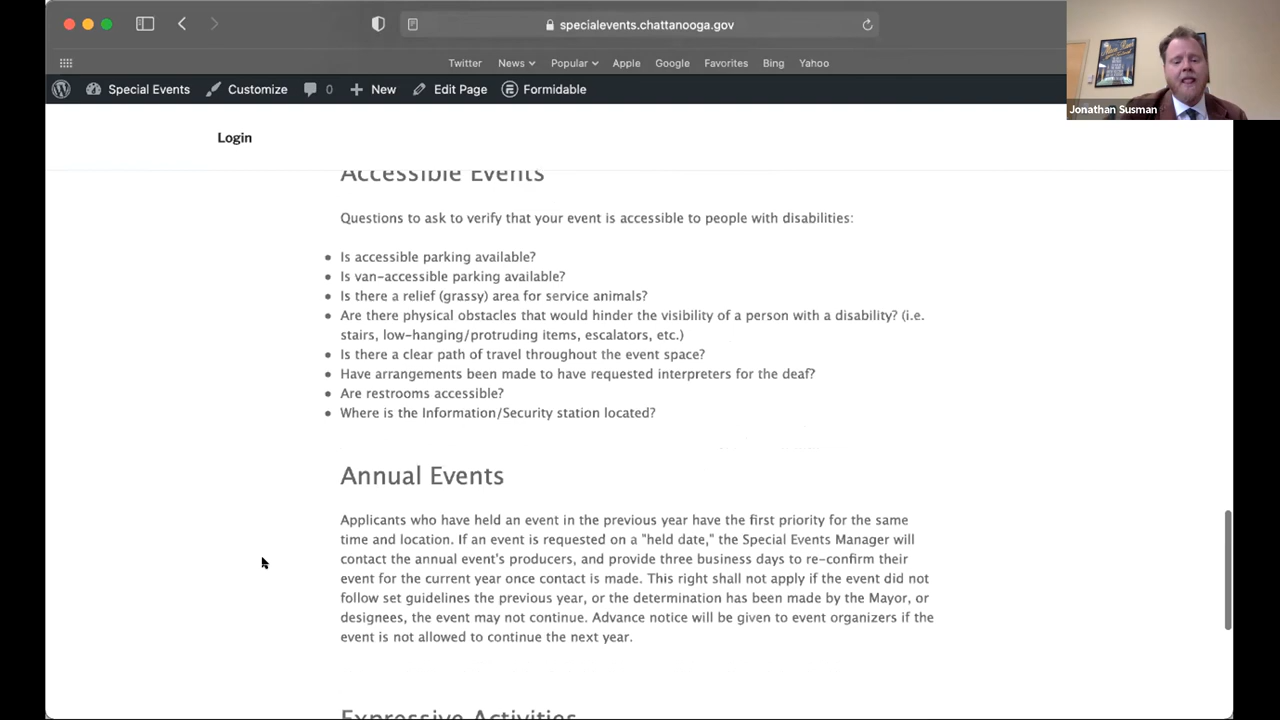 specialevents.chattanooga.gov
Twitter News Popular Apple Google Favorites Bing Yahoo
Special Events Customize 0 New Edit Page Formidable
Jonathan Susman
Login
Accessible Events
Questions to ask to verify that your event is accessible to people with disabilities:
Is accessible parking available?
Is van-accessible parking available?
Is there a relief (grassy) area for service animals?
Are there physical obstacles that would hinder the visibility of a person with a disability? (i.e.
stairs, low-hanging/protruding items, escalators, etc.)
Is there a clear path of travel throughout the event space?
Have arrangements been made to have requested interpreters for the deaf?
Are restrooms accessible?
Where is the Information/Security station located?
Annual Events
Applicants who have held an event in the previous year have the first priority for the same
time and location. If an event is requested on a "held date," the Special Events Manager will
contact the annual event's producers, and provide three business days to re-confirm their
event for the current year once contact is made. This right shall not apply if the event did not
follow set guidelines the previous year, or the determination has been made by the Mayor, or
designees, the event may not continue. Advance notice will be given to event organizers if the
event is not allowed to continue the next year.
Expressive Activities